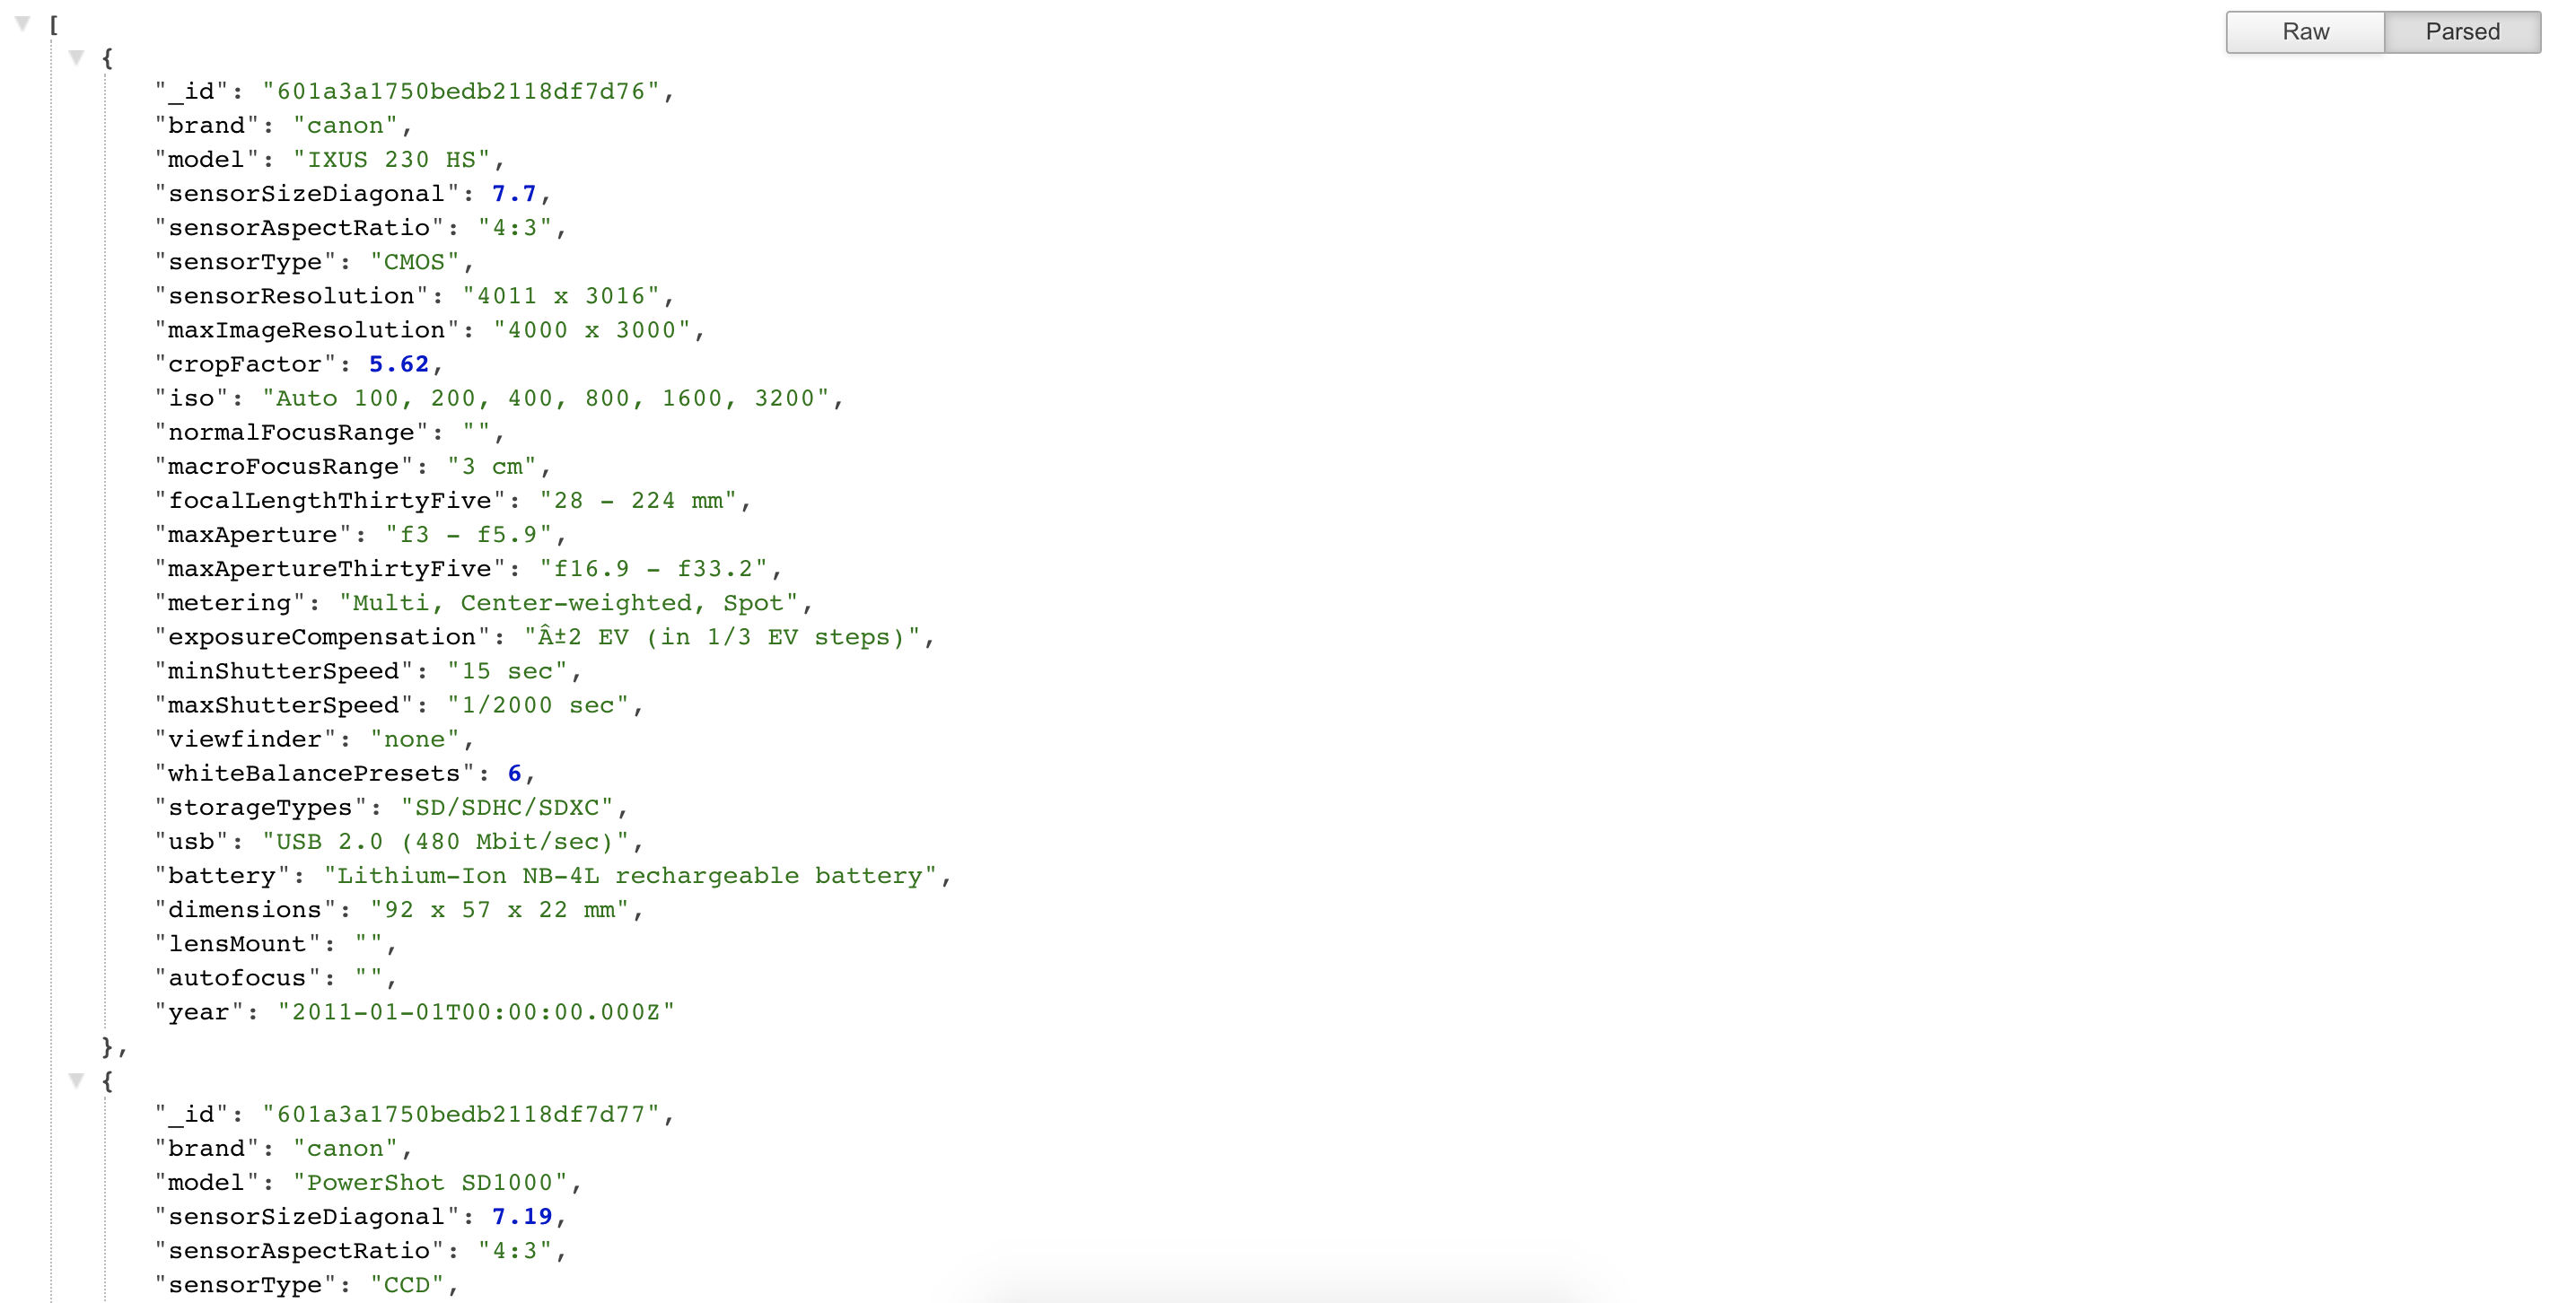 [
Raw Parsed
{
"_id": "601a3a1750bedb2118df7d76",
"brand": "canon",
"model": "IXUS 230 HS",
"sensorSizeDiagonal": 7.7,
"sensorAspectRatio": "4:3",
"sensorType": "CMOS",
"sensorResolution": "4011 x 3016",
"maxImageResolution": "4000 x 3000",
"cropFactor": 5.62,
"iso": "Auto 100, 200, 400, 800, 1600, 3200",
"normalFocusRange": "",
"macroFocusRange": "3 cm",
"focalLengthThirtyFive": "28 - 224 mm",
"maxAperture": "f3 - f5.9",
"maxApertureThirtyFive": "f16.9 - f33.2",
"metering": "Multi, Center-weighted, Spot",
"exposureCompensation": "Â±2 EV (in 1/3 EV steps)",
"minShutterSpeed": "15 sec",
"maxShutterSpeed": "1/2000 sec",
"viewfinder": "none",
"whiteBalancePresets": 6,
"storageTypes": "SD/SDHC/SDXC",
"usb": "USB 2.0 (480 Mbit/sec)",
"battery": "Lithium-Ion NB-4L rechargeable battery",
"dimensions": "92 x 57 x 22 mm",
"lensMount": "",
"autofocus": "",
"year": "2011-01-01T00:00:00.000Z"
},
{
"_id": "601a3a1750bedb2118df7d77",
"brand": "canon",
"model": "PowerShot SD1000",
"sensorSizeDiagonal": 7.19,
"sensorAspectRatio": "4:3",
"sensorType": "CCD",